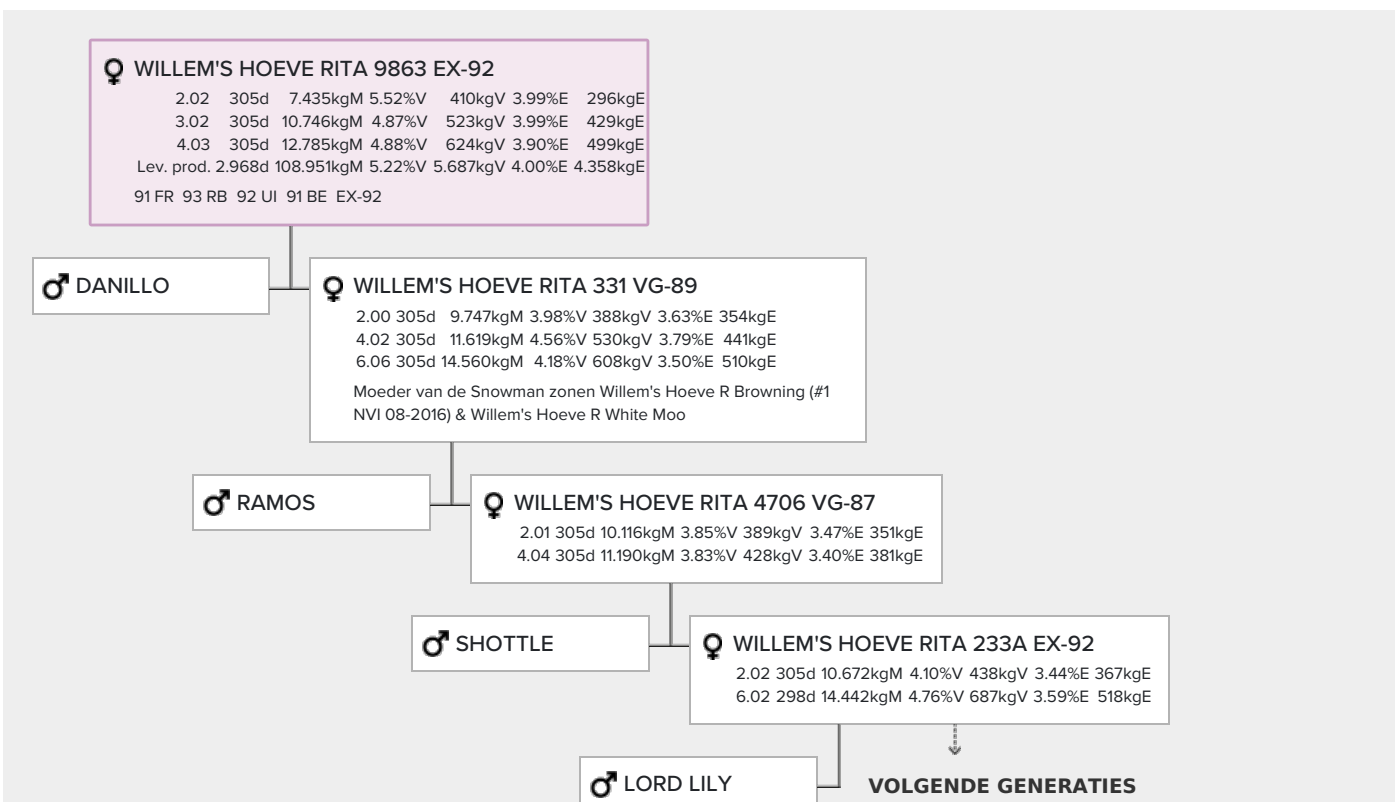 WILLEM'S HOEVE RITA 9863 EX-92
2.02 305d 7.435kgM 5.52%V 410kgV 3.99%E 296kgE
3.02 305d 10.746kgM 4.87%V 523kgV 3.99%E 429kgE
4.03 305d 12.785kgM 4.88%V 624kgV 3.90%E 499kgE
Lev. prod. 2.968d 108.951kgM 5.22%V 5.687kgV 4.00%E 4.358kgE
91 FR 93 RB 92 UI 91 BE EX-92
DANILLO
WILLEM'S HOEVE RITA 331 VG-89
2.00 305d 9.747kgM 3.98%V 388kgV 3.63%E 354kgE
4.02 305d 11.619kgM 4.56%V 530kgV 3.79%E 441kgE
6.06 305d 14.560kgM 4.18%V 608kgV 3.50%E 510kgE
Moeder van de Snowman zonen Willem's Hoeve R Browning (#1
NVI 08-2016) & Willem's Hoeve R White Moo
RAMOS
WILLEM'S HOEVE RITA 4706 VG-87
2.01 305d 10.116kgM 3.85%V 389kgV 3.47%E 351kgE
4.04 305d 11.190kgM 3.83%V 428kgV 3.40%E 381kgE
SHOTTLE
WILLEM'S HOEVE RITA 233A EX-92
2.02 305d 10.672kgM 4.10%V 438kgV 3.44%E 367kgE
6.02 298d 14.442kgM 4.76%V 687kgV 3.59%E 518kgE
LORD LILY
VOLGENDE GENERATIES